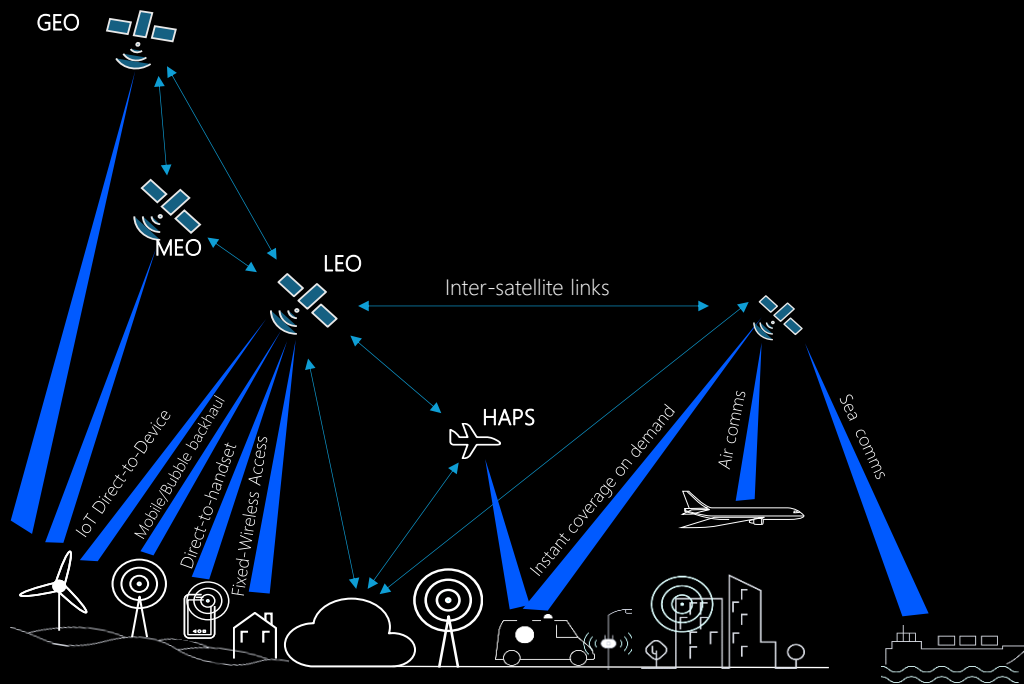 GEO
MEO
LEO
Inter-satellite links
HAPS
IoT Direct-to-Device
Mobile/Bubble backhaul
Direct-to-handset
Fixed-Wireless Access
Instant coverage on demand
Air comms
Sea comms